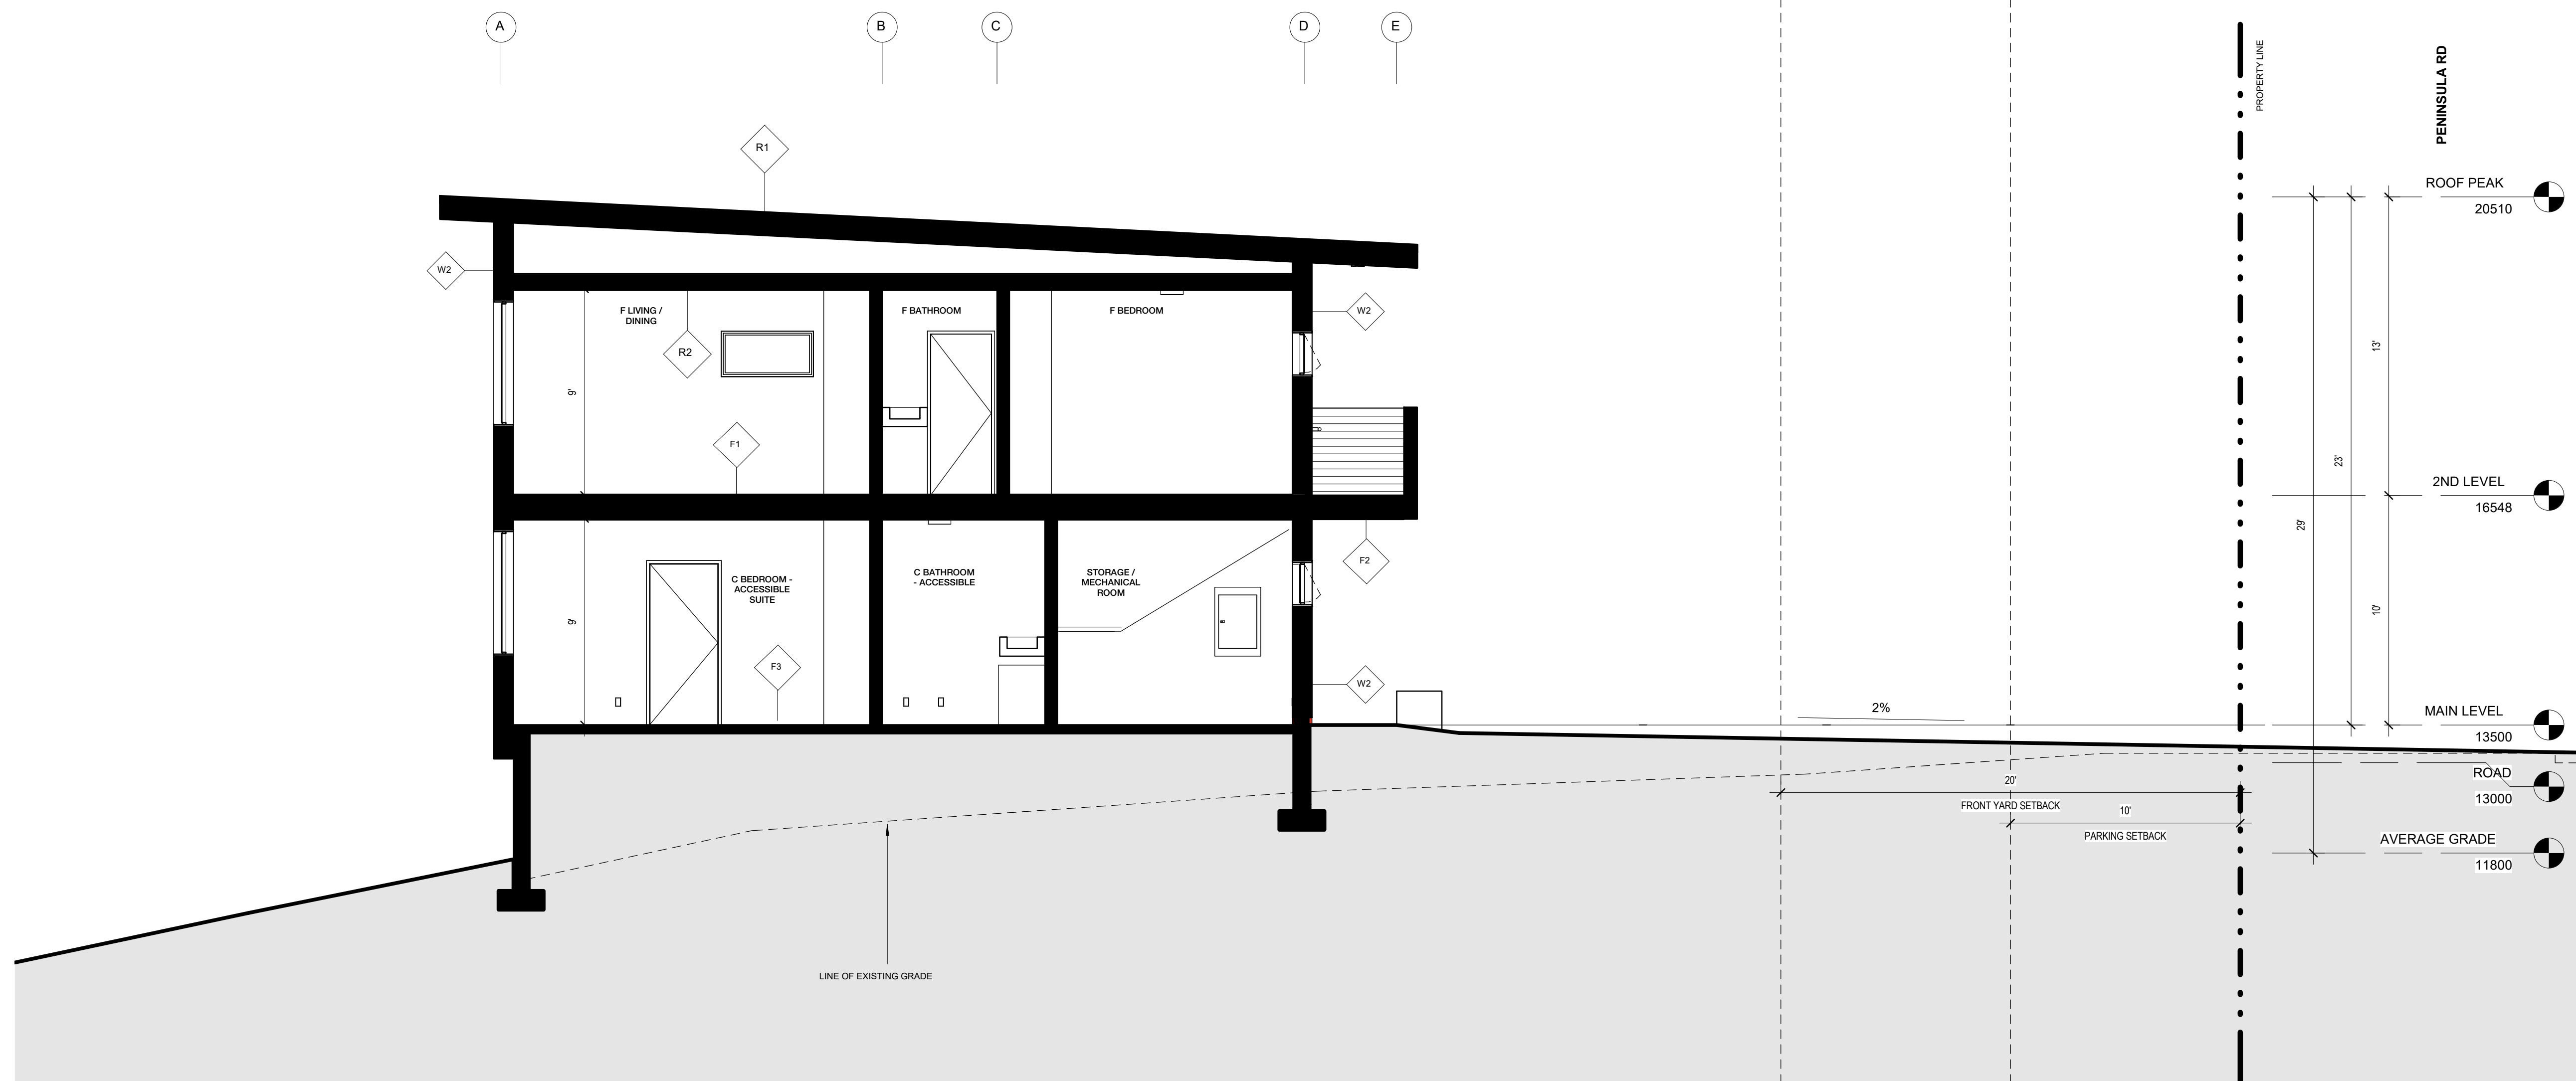 A
B
C
D
E
PROPERTY LINE
PENINSULA RD
R1
ROOF PEAK
20510
W2
F LIVING /
DINING
F BATHROOM
F BEDROOM
W2
R2
13'
9'
F1
23'
2ND LEVEL
16548
29'
F2
C BEDROOM -
ACCESSIBLE
SUITE
C BATHROOM
- ACCESSIBLE
STORAGE /
MECHANICAL
ROOM
10'
9'
F3
W2
2%
MAIN LEVEL
13500
ROAD
13000
20'
FRONT YARD SETBACK
10'
PARKING SETBACK
AVERAGE GRADE
11800
LINE OF EXISTING GRADE